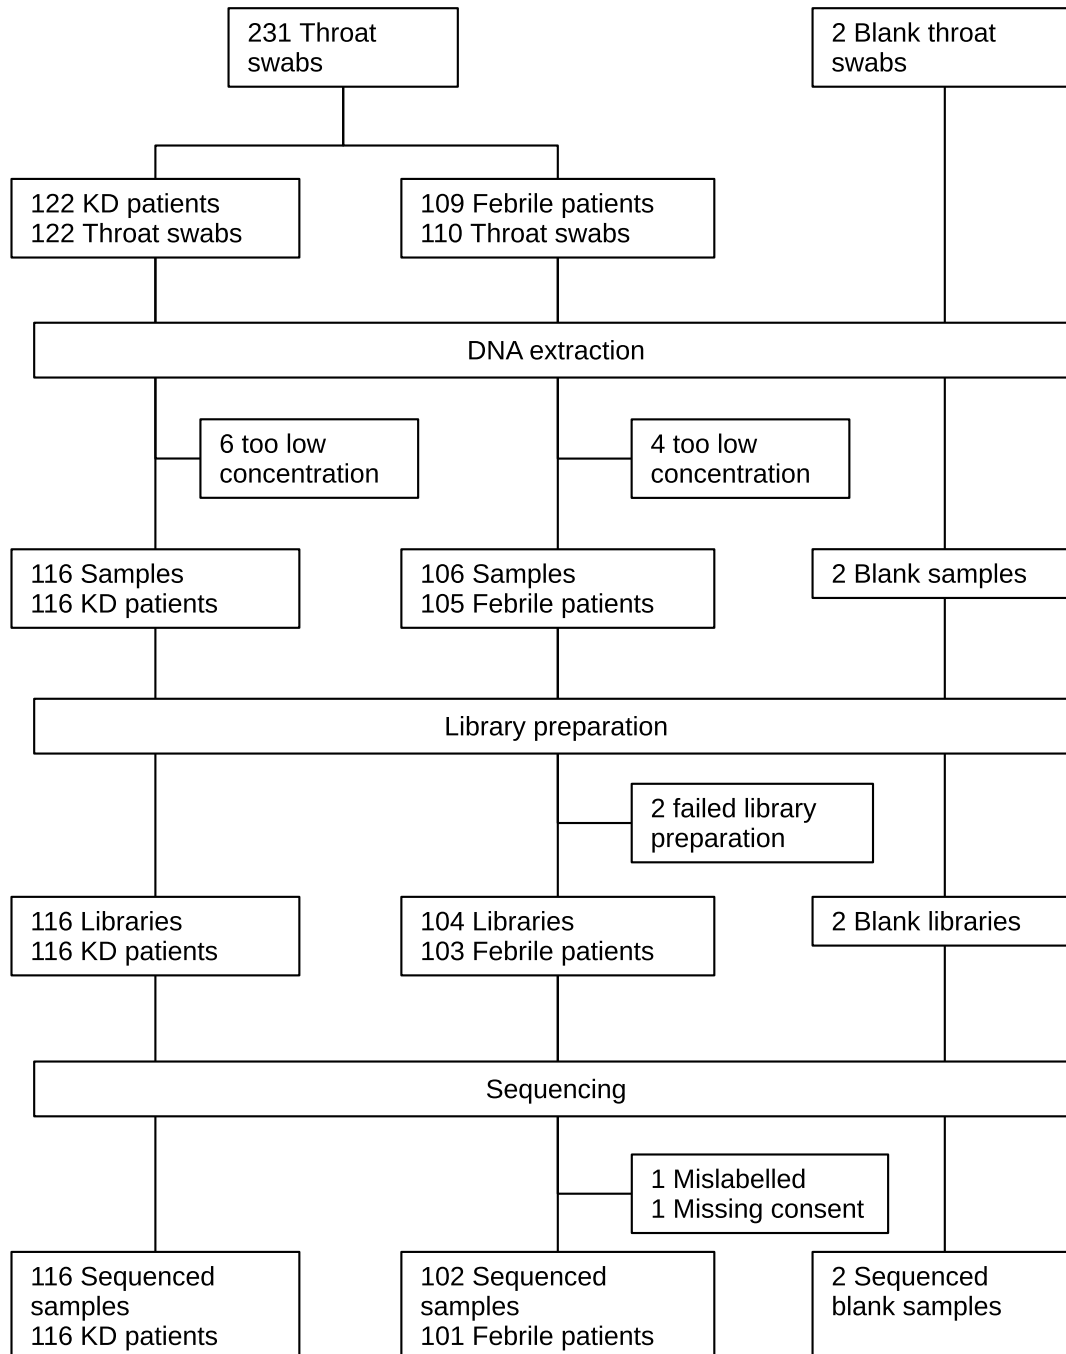 231 Throat
swabs
2 Blank throat
swabs
122 KD patients
122 Throat swabs
109 Febrile patients
110 Throat swabs
DNA extraction
6 too low
concentration
4 too low
concentration
116 Samples
116 KD patients
106 Samples
105 Febrile patients
2 Blank samples
Library preparation
2 failed library
preparation
116 Libraries
116 KD patients
104 Libraries
103 Febrile patients
2 Blank libraries
Sequencing
1 Mislabelled
1 Missing consent
116 Sequenced
samples
116 KD patients
102 Sequenced
samples
101 Febrile patients
2 Sequenced
blank samples